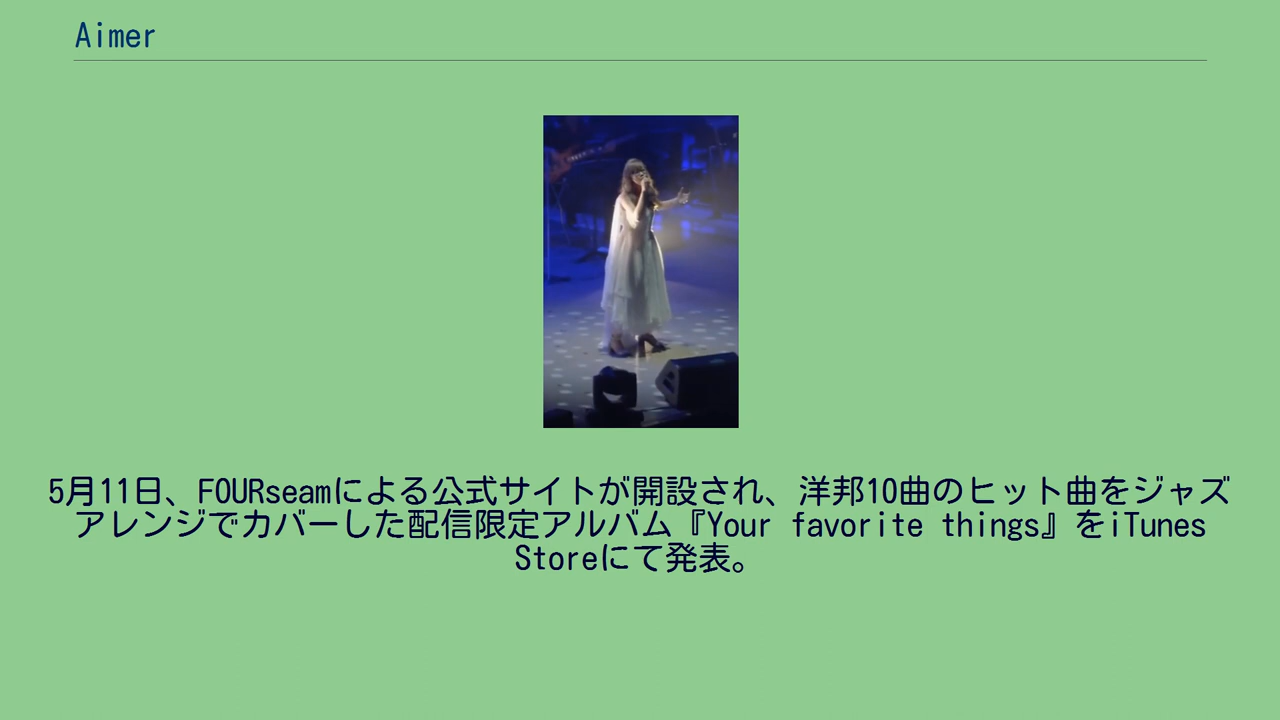 Aimer
5月11日、FOURseamによる公式サイトが開設され、洋邦10曲のヒット曲をジャズ
アレンジでカバーした配信限定アルバム『Your favorite things』をiTunes
Storeにて発表。